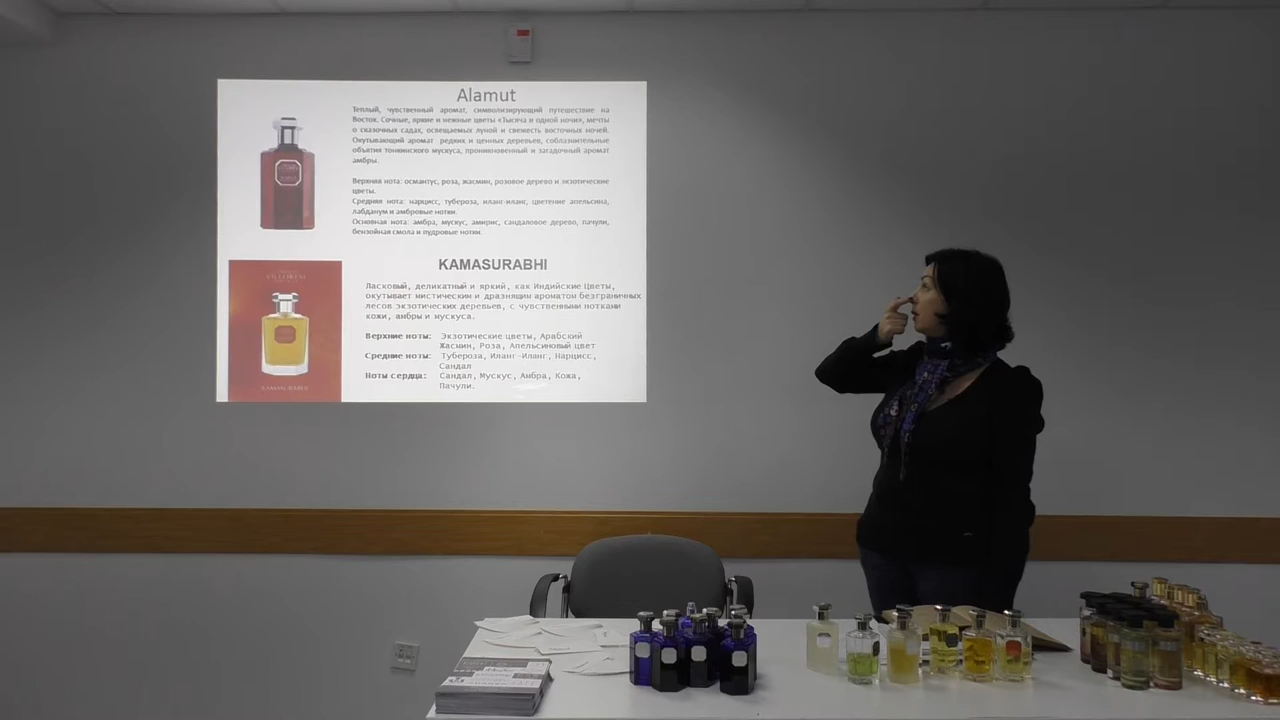 Alamut
Теплый, чувственный аромат, символизирующий путешествие на
Восток. Сочные, яркие и нежные цветы «Тысяча и одной ночи», мечты
о сказочных садах, освещаемых луной и свежесть восточных ночей.
Окутывающий аромат редких и ценных деревьев, соблазнительные
объятия тонкинского мускуса, проникновенный и загадочный аромат
амбры.
Верхняя нота: османтус, роза, жасмин, розовое дерево и экзотические
цветы.
Средняя нота: нарцисс, тубероза, иланг-иланг, цветение апельсина,
лабданум и амбровые нотки.
Основная нота: амбра, мускус, амирис, сандаловое дерево, пачули,
бензойная смола и пудровые нотки.
KAMASURABHI
Ласковый, деликатный и яркий, как Индийские Цветы,
окутывает мистическим и дразнящим ароматом безграничных
лесов экзотических деревьев, с чувственными нотками
кожи, амбры и мускуса.
Верхние ноты: Экзотические цветы, Арабский
Жасмин, Роза, Апельсиновый цвет
Средние ноты: Тубероза, Иланг-Иланг, Нарцисс,
Сандал
Ноты сердца: Сандал, Мускус, Амбра, Кожа,
Пачули.
VILLORESI
KAMASURABHI